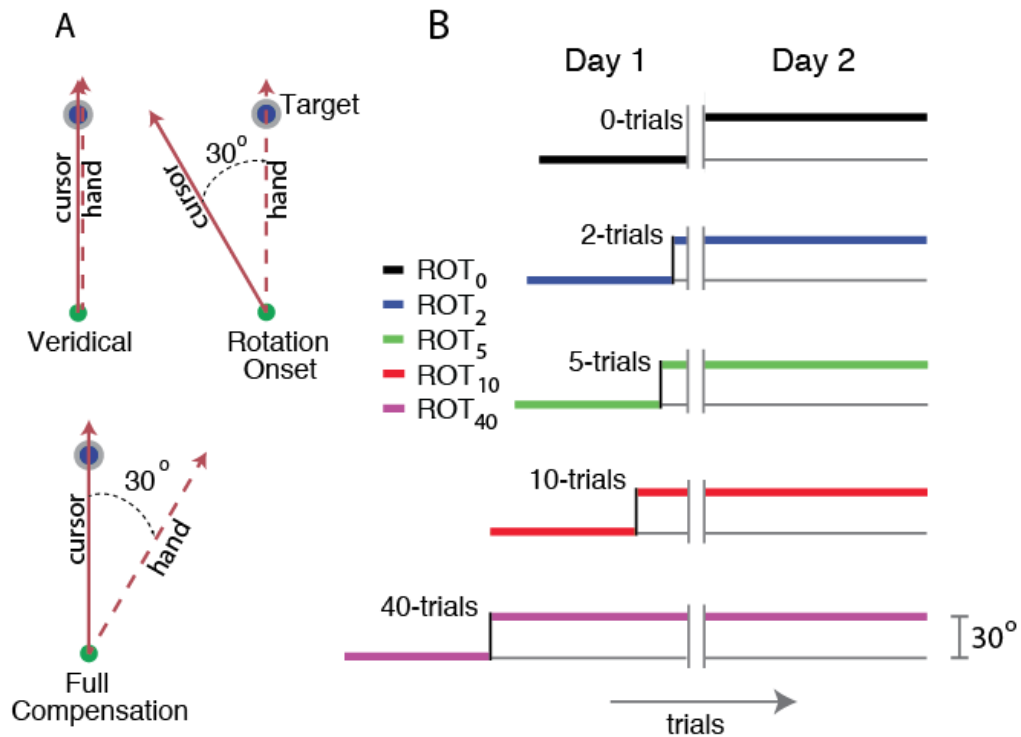 A
cursor
hand
Veridical
30°
Target
cursor
hand
Rotation
Onset
30°
cursor
hand
Full
Compensation
B
Day 1
Day 2
0-trials
2-trials
5-trials
10-trials
40-trials
ROT0
ROT2
ROT5
ROT10
ROT40
30°
trials